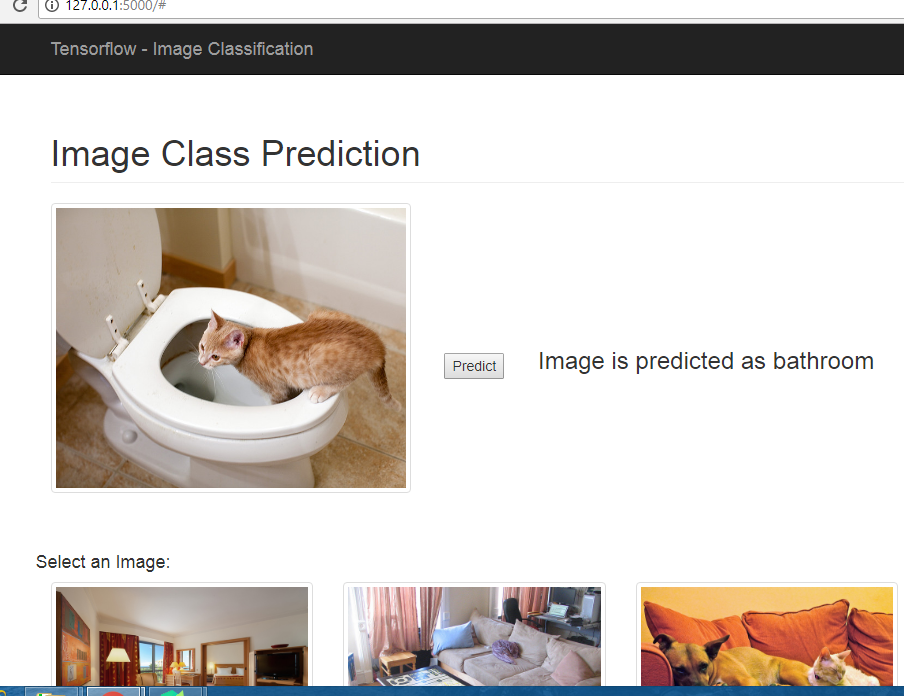 127.0.0.1:5000/#
Tensorflow - Image Classification
Image Class Prediction
Predict
Image is predicted as bathroom
Select an Image: